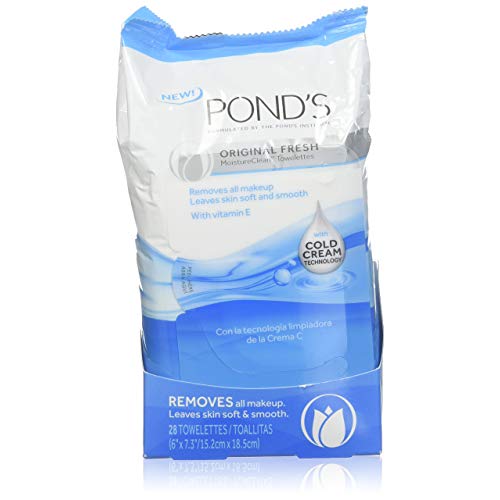 NEW!
POND'S
FORMULATED BY THE POND'S INSTITUTE
ORIGINAL FRESH
MoistureClean™ Towelettes
Removes all makeup
Leaves skin soft and smooth
With vitamin E
with
COLD
CREAM
TECHNOLOGY
Con la tecnología limpiadora
de la Crema C
REMOVES all makeup.
Leaves skin soft & smooth.
28 TOWELETTES / TOALLITAS
(6" x 7.3"/15.2cm x 18.5cm)